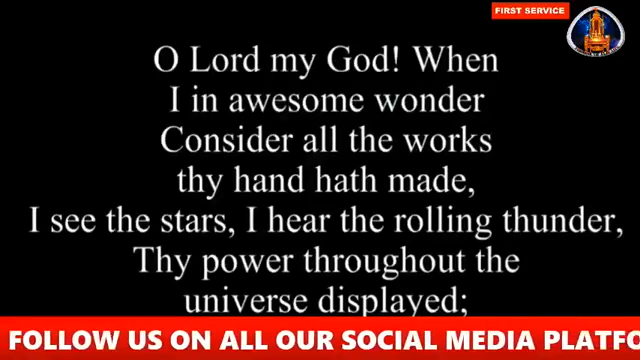 FIRST SERVICE
O Lord my God! When
I in awesome wonder
Consider all the works
thy hand hath made,
I see the stars, I hear the rolling thunder,
Thy power throughout the
universe displayed;
FOLLOW US ON ALL OUR SOCIAL MEDIA PLATFO